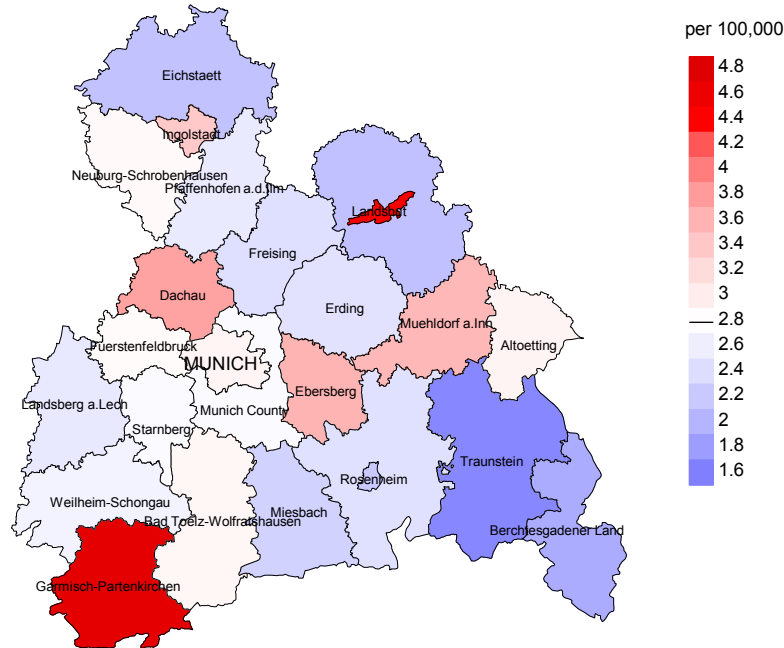 per 100,000
4.8
4.6
4.4
4.2
4
3.8
3.6
3.4
3.2
3
2.8
2.6
2.4
2.2
2
1.8
1.6
Eichstaett
Ingolstadt
Neuburg-Schrobenhausen
Pfaffenhofen a.d.Ilm
Landshut
Freising
Dachau
Erding
Muehldorf a.Inn
Altoetting
Fuerstenfeldbruck
MUNICH
Ebersberg
Landsberg a.Lech
Munich County
Starnberg
Traunstein
Rosenheim
Weilheim-Schongau
Miesbach
Bad Toelz-Wolfratshausen
Berchtesgadener Land
Garmisch-Partenkirchen